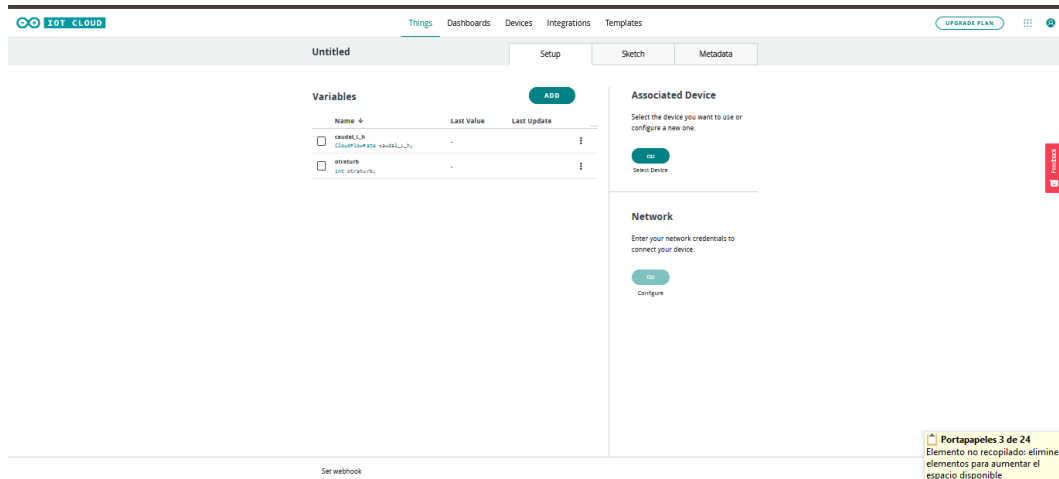 IOT CLOUD
Things Dashboards Devices Integrations Templates
UPGRADE PLAN
Untitled
Setup Sketch Metadata
Variables
ADD
Name Last Value Last Update
caudal_L_h
CloudFlowRate caudal_L_h;
-
otraturb
int otraturb;
-
Associated Device
Select the device you want to use or
configure a new one.
Select Device
Network
Enter your network credentials to
connect your device.
Configure
Feedback
Set webhook
Portapapeles 3 de 24
Elemento no recopilado: elimine
elementos para aumentar el
espacio disponible